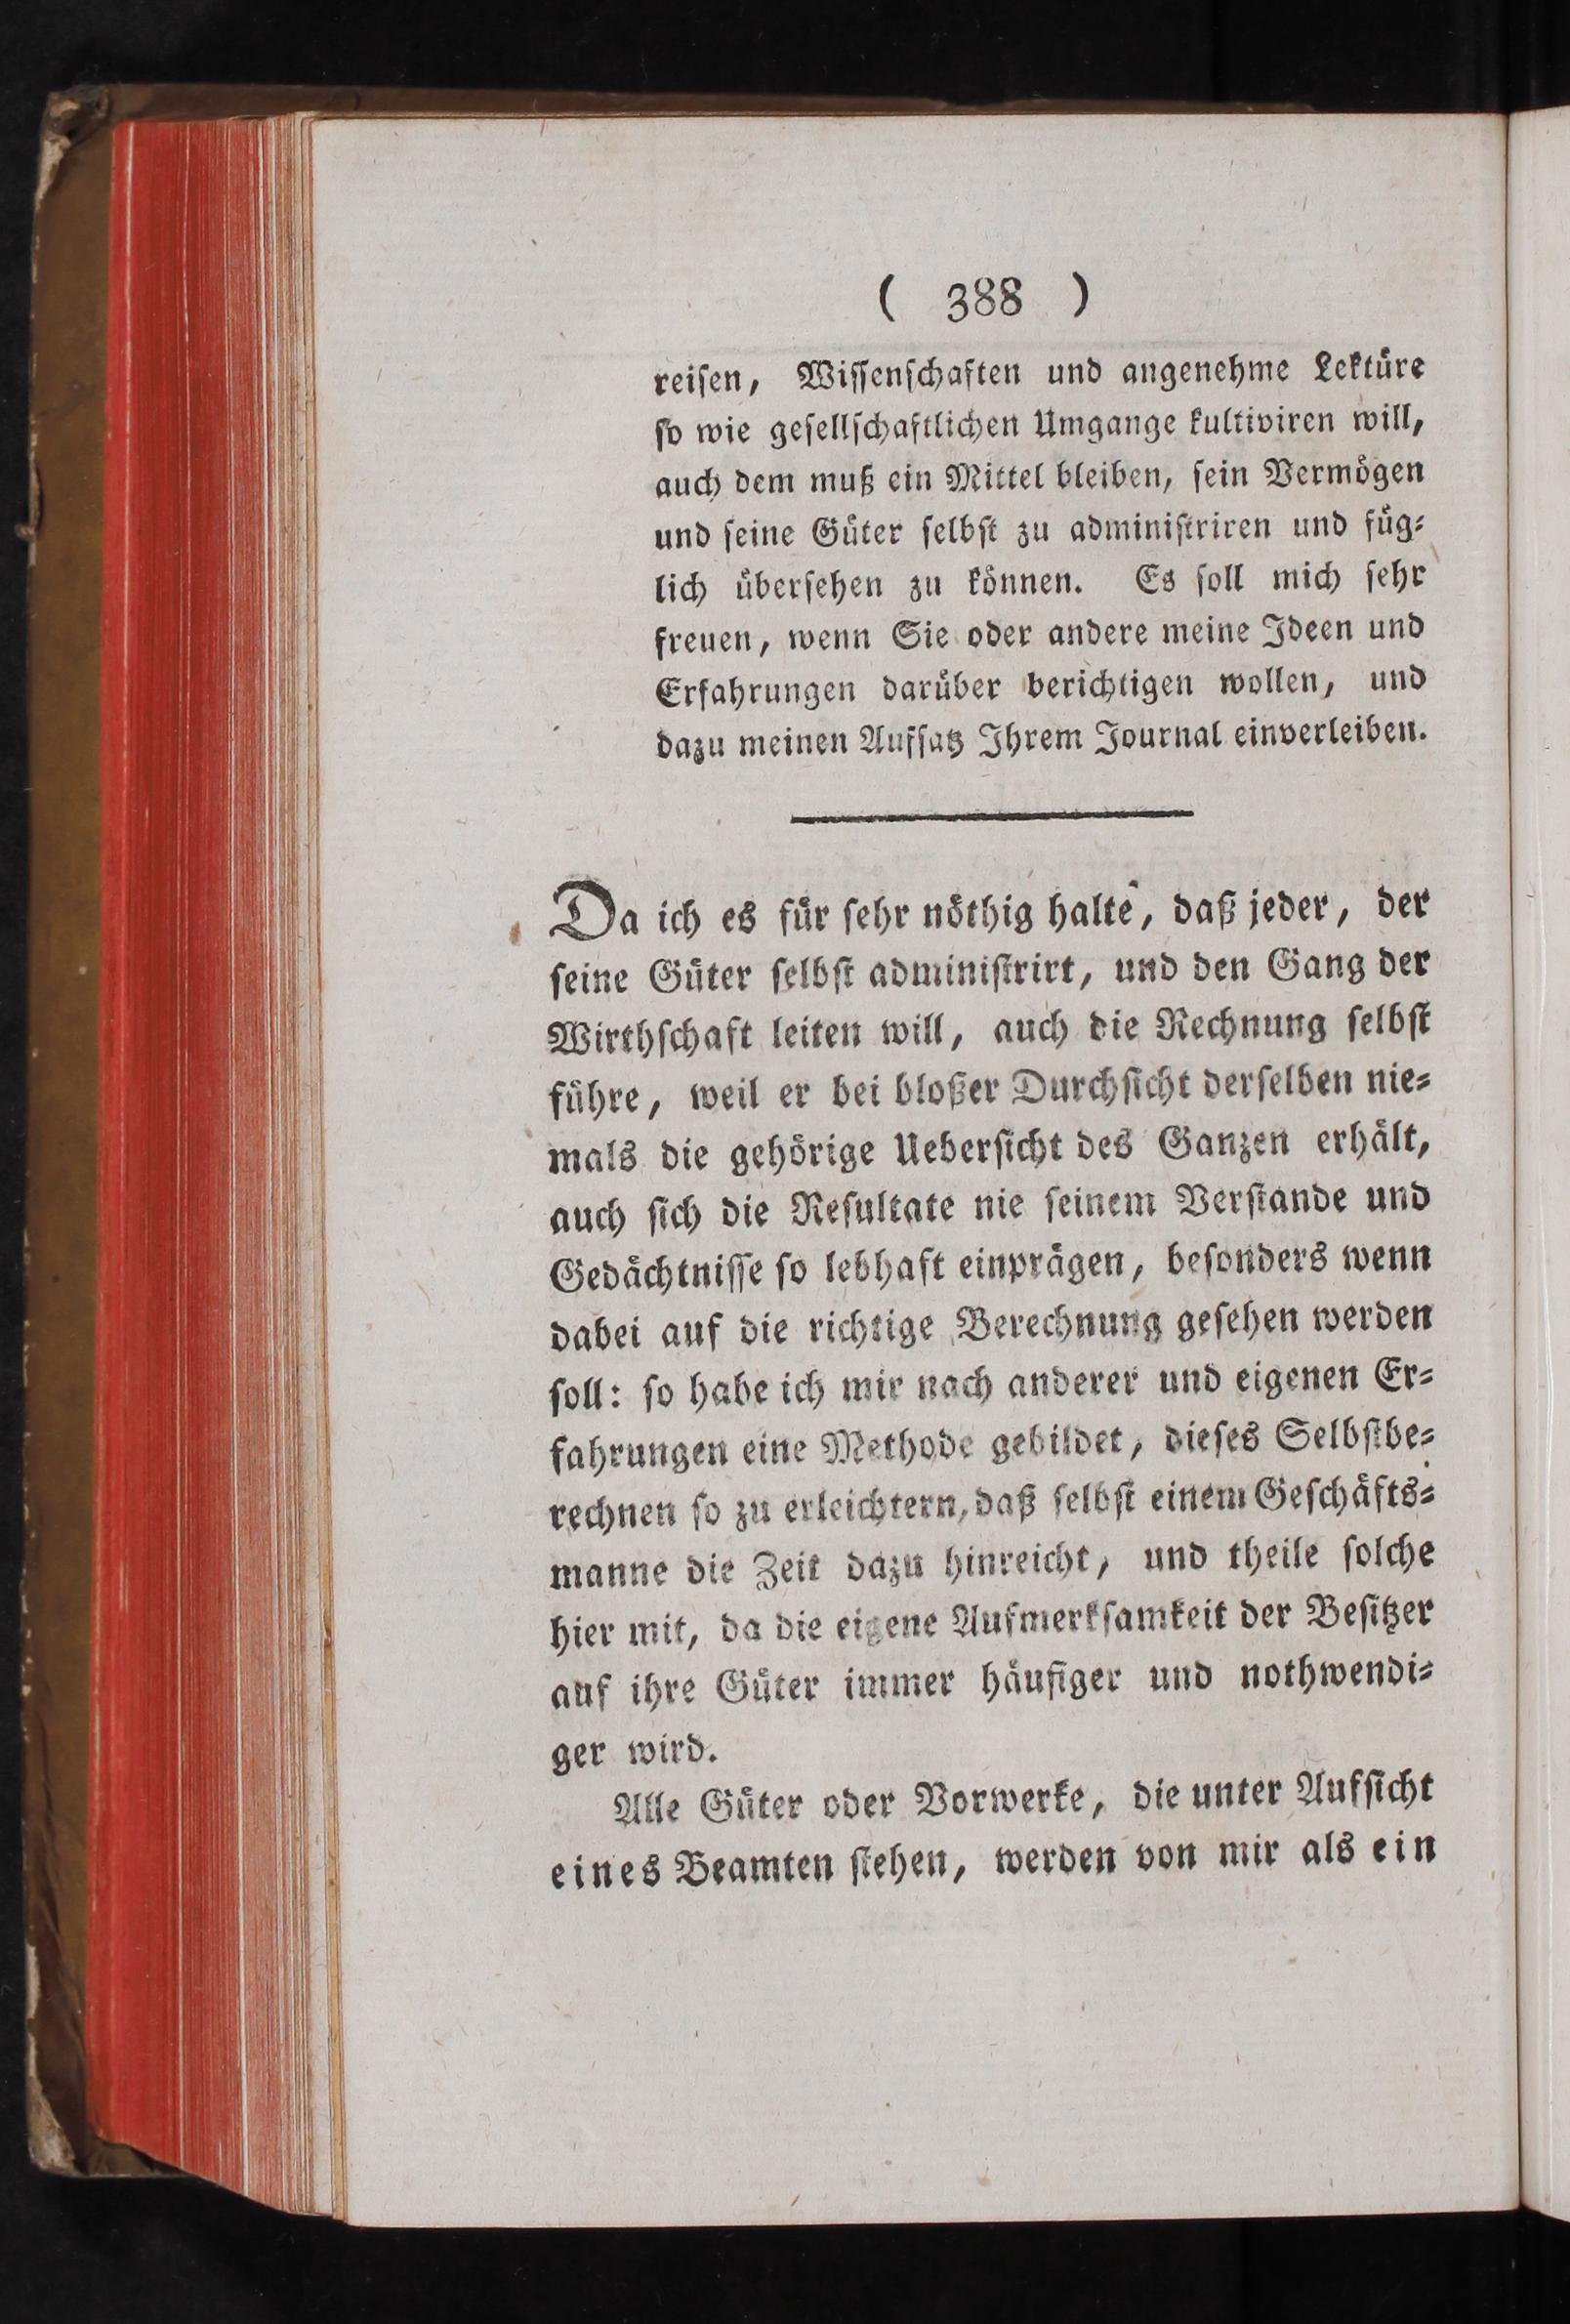 ( 388 )
reiſen, Wiſſenſchaften und angenehme Lektüre
ſo wie geſellſchaftlichen Umgange kultiviren will,
auch dem muß ein Mittel bleiben, ſein Vermögen
und ſeine Güter ſelbſt zu adminiſtriren und füg⸗
lich überſehen zu können. Es ſoll mich ſehr
freuen, wenn Sie oder andere meine Ideen und
Erfahrungen darüber berichtigen wollen, und
dazu meinen Aufſatz Ihrem Journal einverleiben.
Da ich es für ſehr nöthig halte, daß jeder, der
ſeine Güter ſelbſt adminiſtrirt, und den Gang der
Wirthſchaft leiten will, auch die Rechnung ſelbſt
führe, weil er bei bloßer Durchſicht derſelben nie⸗
mals die gehörige Ueberſicht des Ganzen erhält,
auch ſich die Reſultate nie ſeinem Verſtande und
Gedächtniſſe ſo lebhaft einprägen, beſonders wenn
dabei auf die richtige Berechnung geſehen werden
ſoll: ſo habe ich mir nach anderer und eigenen Er⸗
fahrungen eine Methode gebildet, dieſes Selbſtbe⸗
rechnen ſo zu erleichtern, daß ſelbſt einem Geſchäfts⸗
manne die Zeit dazu hinreicht, und theile ſolche
hier mit, da die eigene Aufmerkſamkeit der Beſitzer
auf ihre Güter immer häufiger und nothwendi⸗
ger wird.
Alle Güter oder Vorwerke, die unter Aufſicht
eines Beamten ſtehen, werden von mir als ein